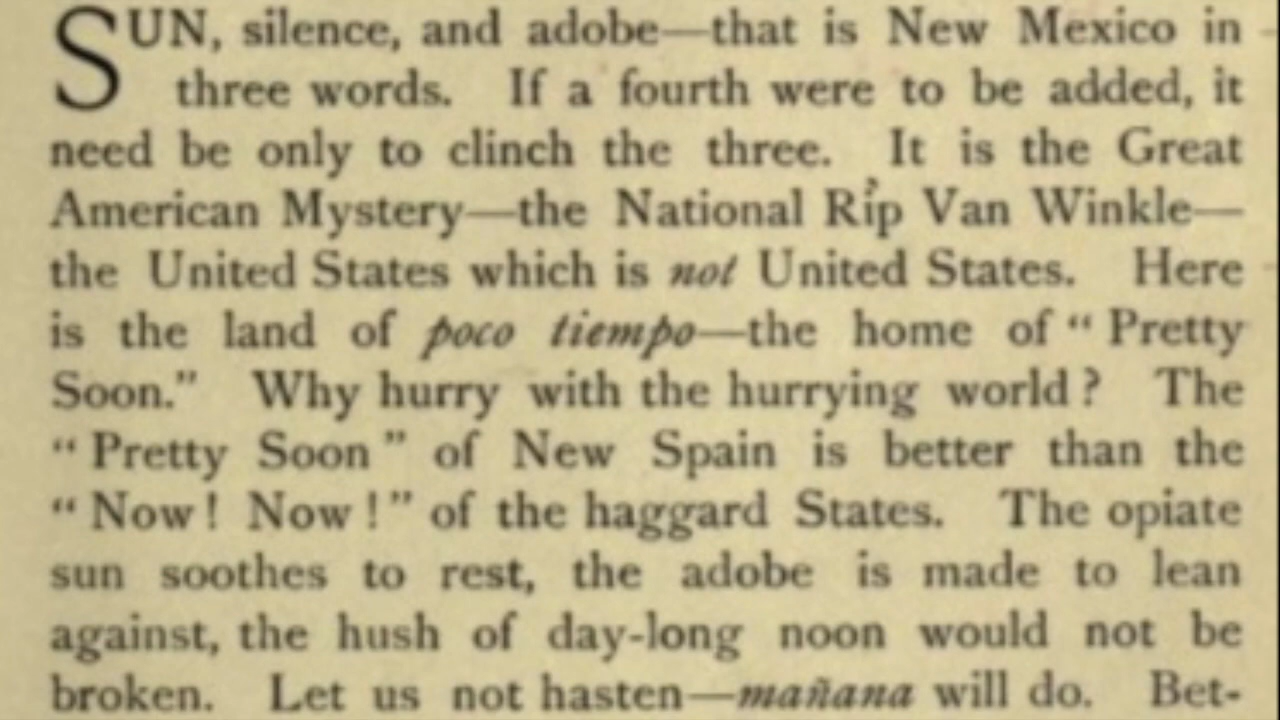 SUN, silence, and adobe—that is New Mexico in
three words. If a fourth were to be added, it
need be only to clinch the three. It is the Great
American Mystery—the National Rip Van Winkle—
the United States which is not United States. Here
is the land of poco tiempo—the home of “Pretty
Soon.” Why hurry with the hurrying world? The
“Pretty Soon” of New Spain is better than the
“Now! Now!” of the haggard States. The opiate
sun soothes to rest, the adobe is made to lean
against, the hush of day-long noon would not be
broken. Let us not hasten—mañana will do. Bet-